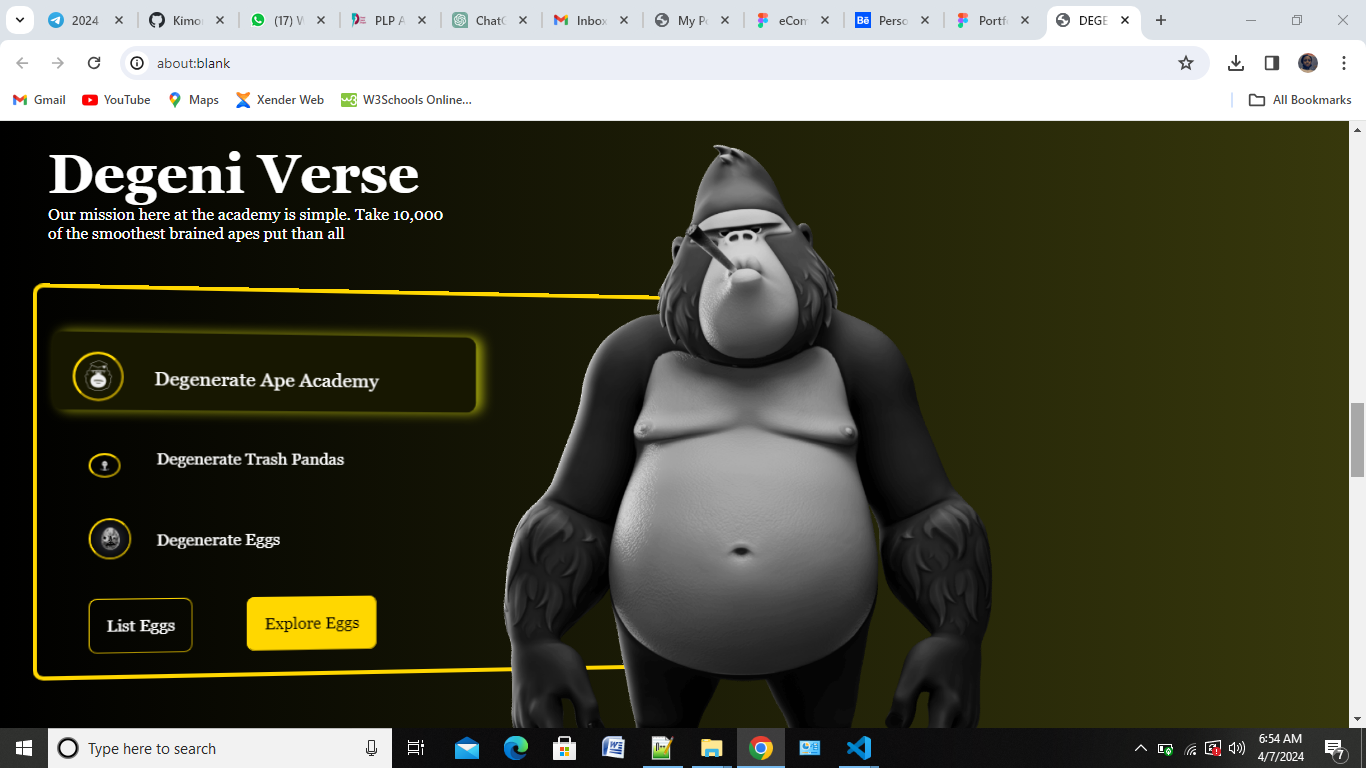 2024
Kimo
(17) W
PLP A
ChatG
Inbox
My Po
eCom
Perso
Portf
DEGE
about:blank
Gmail
YouTube
Maps
Xender Web
W3Schools Online...
All Bookmarks
Degeni Verse
Our mission here at the academy is simple. Take 10,000
of the smoothest brained apes put than all
Degenerate Ape Academy
Degenerate Trash Pandas
Degenerate Eggs
List Eggs
Explore Eggs
Type here to search
6:54 AM
4/7/2024
7